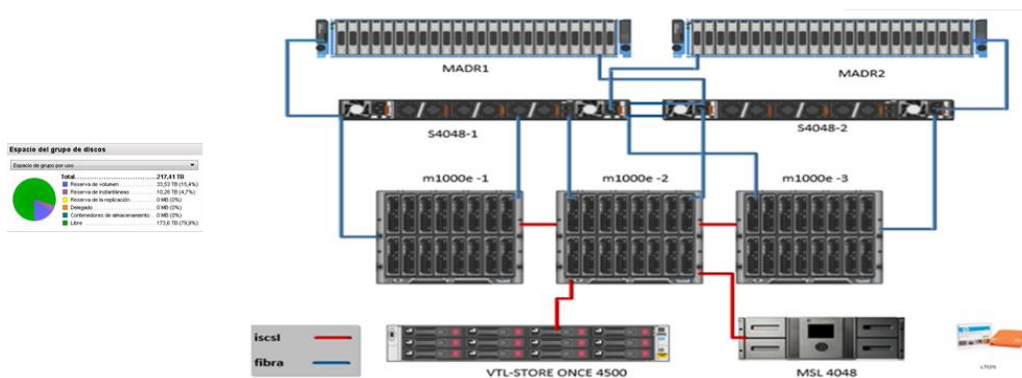 MADR1
MADR2
S4048-1
S4048-2
m1000e -1
m1000e -2
m1000e -3
Espacio del grupo de discos
Espacio de grupo por uso
Total 217,41 TB
Reserva de volumen 33,53 TB (15,4%)
Reserva de instantáneas 10,28 TB (4,7%)
Reserva de la replicación 0 MB (0%)
Delegado 0 MB (0%)
Contenedores de almacenamiento 0 MB (0%)
Libre 173,6 TB (79,9%)
iscsI
fibra
VTL-STORE ONCE 4500
MSL 4048